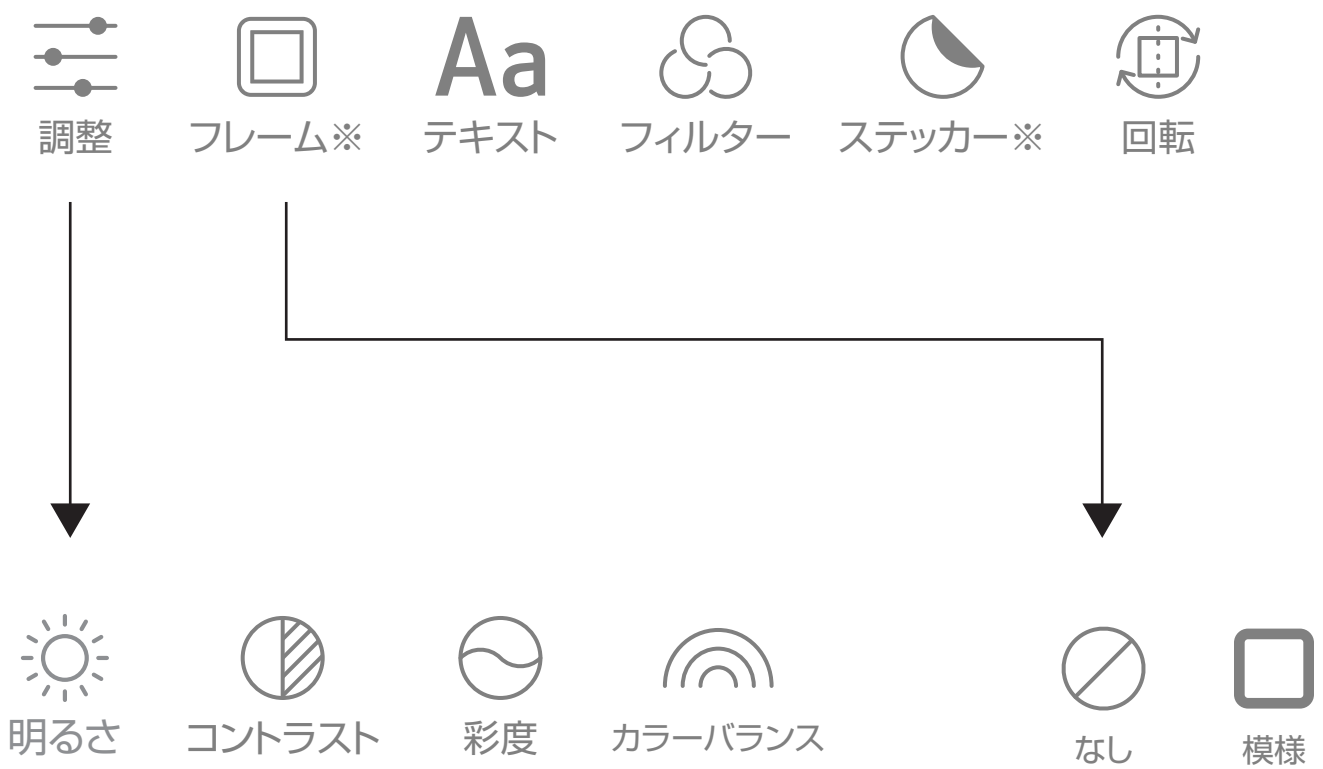 Aa
調整 フレーム※ テキスト フィルター ステッカー※ 回転
明るさ コントラスト 彩度 カラーバランス なし 模様